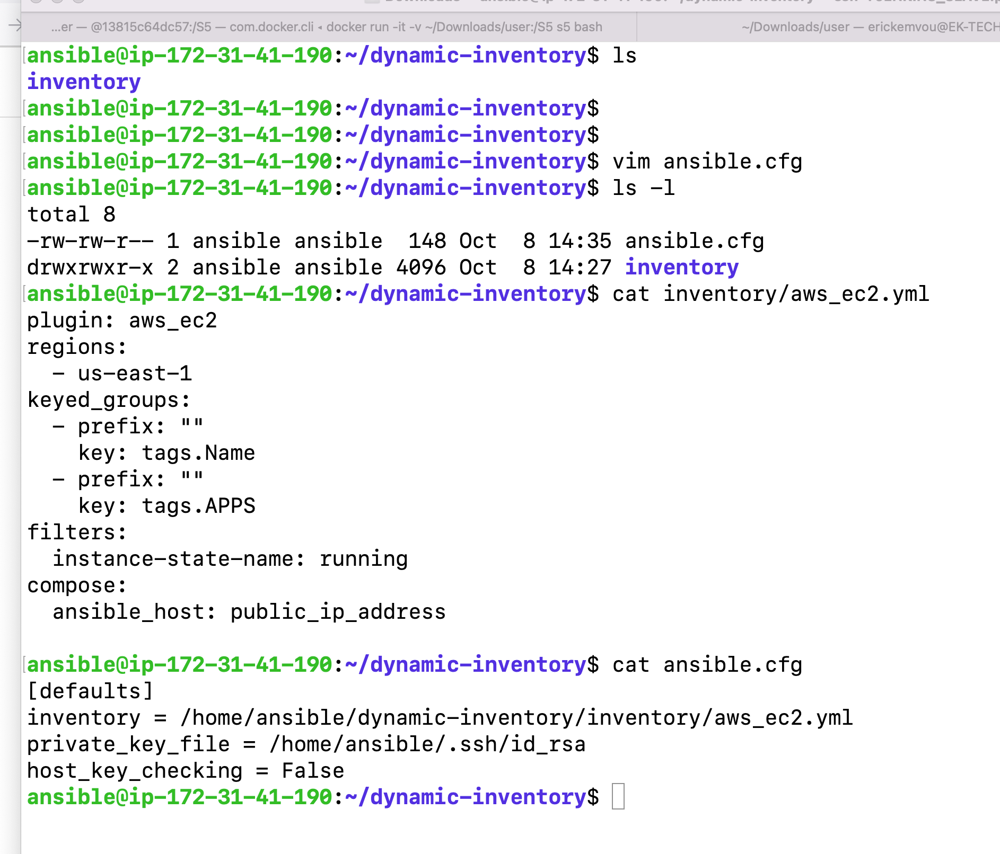 ...er — @13815c64dc57:/S5 — com.docker.cli ◂ docker run -it -v ~/Downloads/user:/S5 s5 bash
~/Downloads/user — erickemvou@EK-TECH
ansible@ip-172-31-41-190:~/dynamic-inventory$ ls
inventory
ansible@ip-172-31-41-190:~/dynamic-inventory$
ansible@ip-172-31-41-190:~/dynamic-inventory$
ansible@ip-172-31-41-190:~/dynamic-inventory$ vim ansible.cfg
ansible@ip-172-31-41-190:~/dynamic-inventory$ ls -l
total 8
-rw-rw-r-- 1 ansible ansible  148 Oct  8 14:35 ansible.cfg
drwxrwxr-x 2 ansible ansible 4096 Oct  8 14:27 inventory
ansible@ip-172-31-41-190:~/dynamic-inventory$ cat inventory/aws_ec2.yml
plugin: aws_ec2
regions:
  - us-east-1
keyed_groups:
  - prefix: ""
    key: tags.Name
  - prefix: ""
    key: tags.APPS
filters:
  instance-state-name: running
compose:
  ansible_host: public_ip_address
ansible@ip-172-31-41-190:~/dynamic-inventory$ cat ansible.cfg
[defaults]
inventory = /home/ansible/dynamic-inventory/inventory/aws_ec2.yml
private_key_file = /home/ansible/.ssh/id_rsa
host_key_checking = False
ansible@ip-172-31-41-190:~/dynamic-inventory$